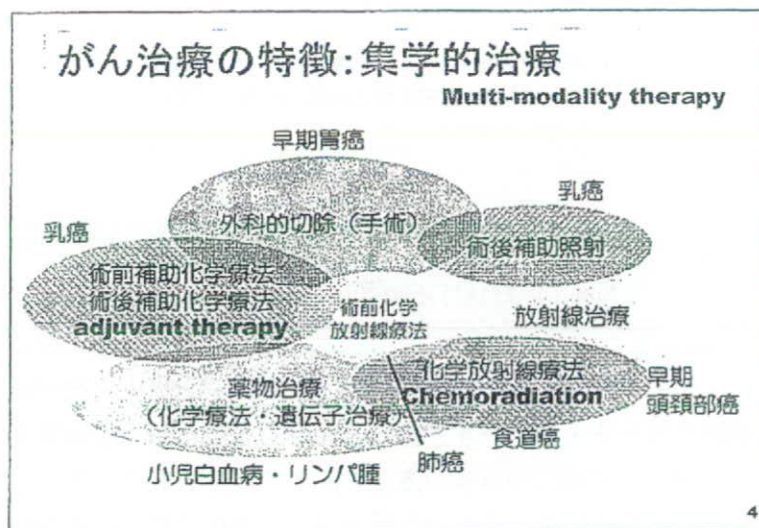 がん治療の特徴:集学的治療
Multi-modality therapy
早期胃癌
乳癌
乳癌
外科的切除(手術)
術後補助照射
術前補助化学療法
術後補助化学療法
adjuvant therapy
術前化学
放射線療法
放射線治療
薬物治療
(化学療法・遺伝子治療)
化学放射線療法
Chemoradiation
早期
頭頚部癌
食道癌
肺癌
小児白血病・リンパ腫
4